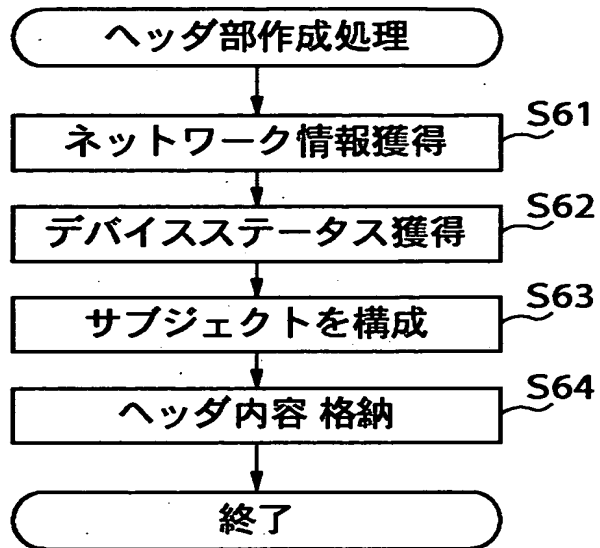 ヘッダ部作成処理
S61
ネットワーク情報獲得
S62
デバイスステータス獲得
S63
サブジェクトを構成
S64
ヘッダ内容 格納
終了